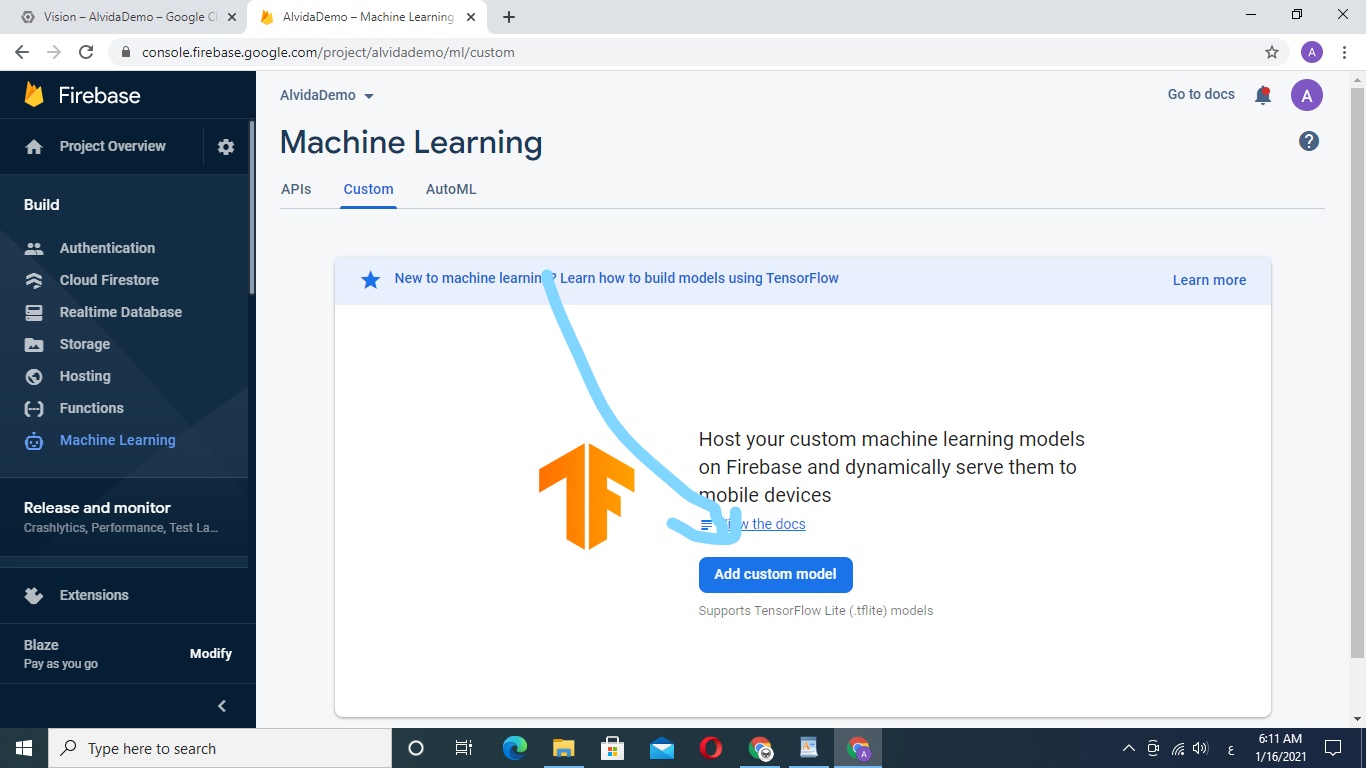 Vision – AlvidaDemo – Google Cl
AlvidaDemo – Machine Learning
console.firebase.google.com/project/alvidademo/ml/custom
A
Firebase
AlvidaDemo
Go to docs
A
Project Overview
Machine Learning
?
APIs
Custom
AutoML
Build
Authentication
Cloud Firestore
Realtime Database
Storage
Hosting
Functions
Machine Learning
New to machine learning? Learn how to build models using TensorFlow
Learn more
Host your custom machine learning models
on Firebase and dynamically serve them to
mobile devices
View the docs
Add custom model
Supports TensorFlow Lite (.tflite) models
Release and monitor
Crashlytics, Performance, Test La...
Extensions
Blaze
Pay as you go
Modify
Type here to search
ع
6:11 AM
1/16/2021